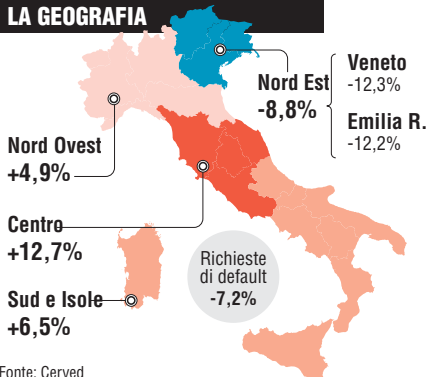 LA GEOGRAFIA
Nord Est
-8,8%
Veneto
-12,3%
Emilia R.
-12,2%
Nord Ovest
+4,9%
Centro
+12,7%
Sud e Isole
+6,5%
Richieste
di default
-7,2%
Fonte: Cerved